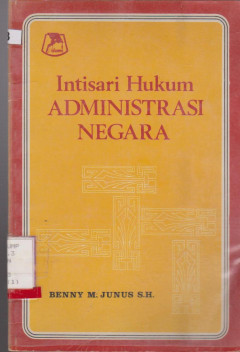 Intisari Hukum
ADMINISTRASI
NEGARA
BENNY M. JUNUS S.H.